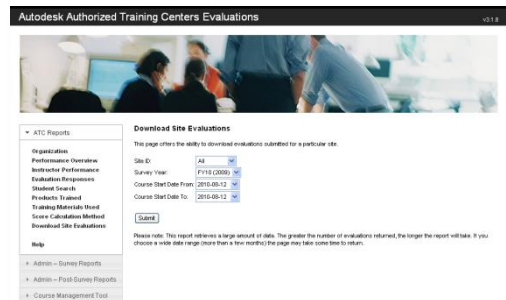 Autodesk Authorized Training Centers Evaluations
v3.1.8
ATC Reports
Organization
Performance Overview
Instructor Performance
Evaluation Responses
Student Search
Products Trained
Training Materials Used
Score Calculation Method
Download Site Evaluations
Help
Admin – Survey Reports
Admin – Post-Survey Reports
Course Management Tool
Download Site Evaluations
This page offers the ability to download evaluations submitted for a particular site.
Site ID: All
Survey Year: FY10 (2009)
Course Start Date From: 2010-08-12
Course Start Date To: 2010-08-12
Submit
Please note: This report retrieves a large amount of data. The greater the number of evaluations returned, the longer the report will take. If you
choose a wide date range (more than a few months) the page may take some time to return.